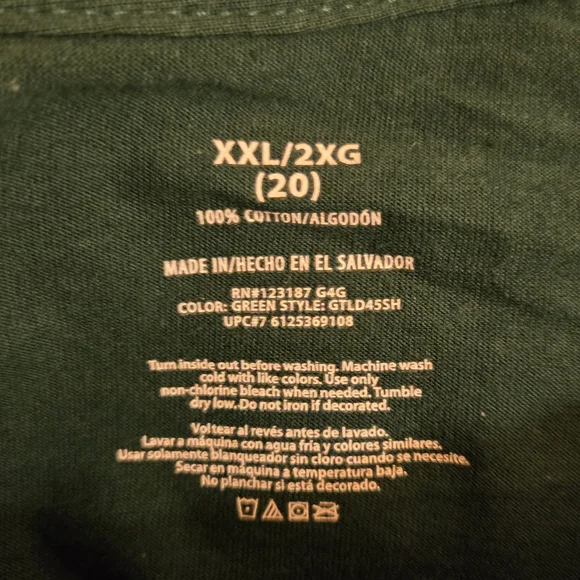 XXL/2XG
(20)
100% COTTON/ALGODÓN
MADE IN/HECHO EN EL SALVADOR
RN#123187 G4G
COLOR: GREEN STYLE: GTLD45SH
UPC#7 6125369108
Turn inside out before washing. Machine wash
cold with like colors. Use only
non-chlorine bleach when needed. Tumble
dry low. Do not iron if decorated.
Voltear al revés antes de lavado.
Lavar a máquina con agua fría y colores similares.
Usar solamente blanqueador sin cloro cuando se necesite.
Secar en máquina a temperatura baja.
No planchar si está decorado.